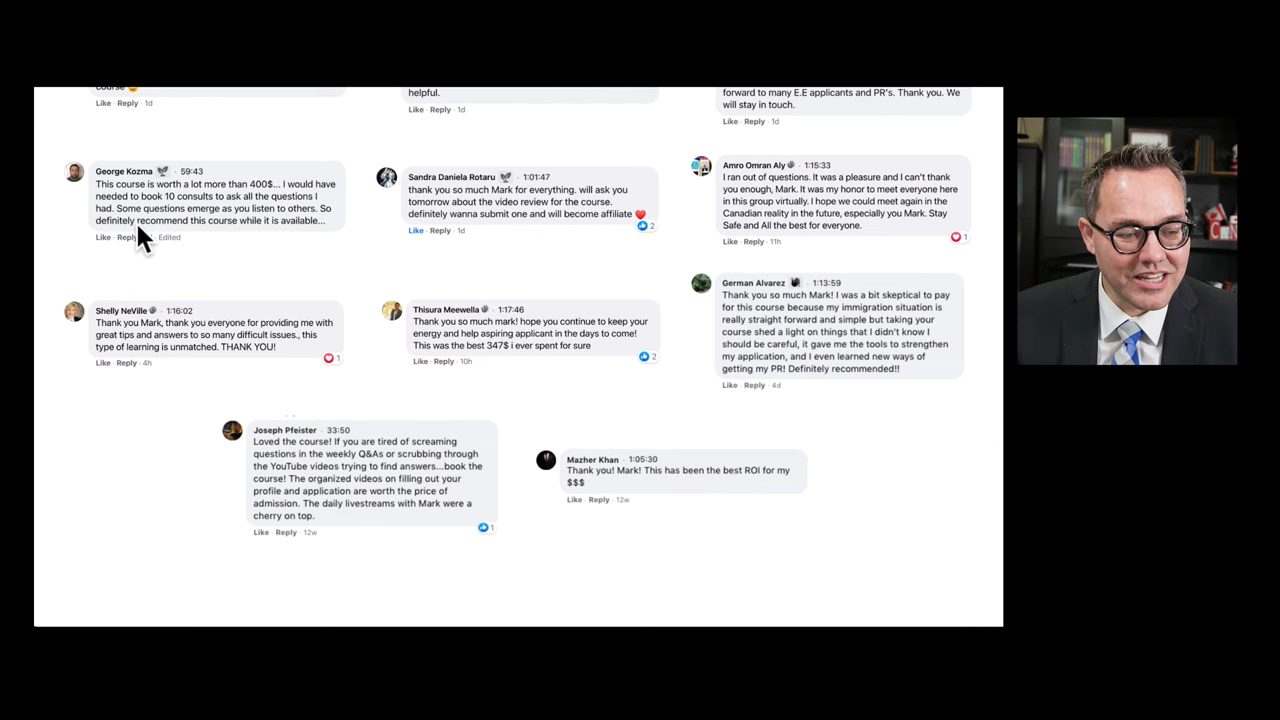 course
Like · Reply · 1d
helpful.
Like · Reply · 1d
forward to many E.E applicants and PR's. Thank you. We
will stay in touch.
Like · Reply · 1d
George Kozma · 59:43
This course is worth a lot more than 400$... I would have
needed to book 10 consults to ask all the questions I
had. Some questions emerge as you listen to others. So
definitely recommend this course while it is available...
Like · Reply Edited
Sandra Daniela Rotaru · 1:01:47
thank you so much Mark for everything. will ask you
tomorrow about the video review for the course.
definitely wanna submit one and will become affiliate ❤️
2
Like · Reply · 1d
Amro Omran Aly · 1:15:33
I ran out of questions. It was a pleasure and I can't thank
you enough, Mark. It was my honor to meet everyone here
in this group virtually. I hope we could meet again in the
Canadian reality in the future, especially you Mark. Stay
Safe and All the best for everyone.
1
Like · Reply · 11h
Shelly NeVille · 1:16:02
Thank you Mark, thank you everyone for providing me with
great tips and answers to so many difficult issues., this
type of learning is unmatched. THANK YOU!
1
Like · Reply · 4h
Thisura Meewella · 1:17:46
Thank you so much mark! hope you continue to keep your
energy and help aspiring applicant in the days to come!
This was the best 347$ i ever spent for sure
2
Like · Reply · 10h
German Alvarez · 1:13:59
Thank you so much Mark! I was a bit skeptical to pay
for this course because my immigration situation is
really straight forward and simple but taking your
course shed a light on things that I didn't know I
should be careful, it gave me the tools to strengthen
my application, and I even learned new ways of
getting my PR! Definitely recommended!!
Like · Reply · 4d
Joseph Pfeister · 33:50
Loved the course! If you are tired of screaming
questions in the weekly Q&As or scrubbing through
the YouTube videos trying to find answers...book the
course! The organized videos on filling out your
profile and application are worth the price of
admission. The daily livestreams with Mark were a
cherry on top.
1
Like · Reply · 12w
Mazher Khan · 1:05:30
Thank you! Mark! This has been the best ROI for my
$$$
Like · Reply · 12w